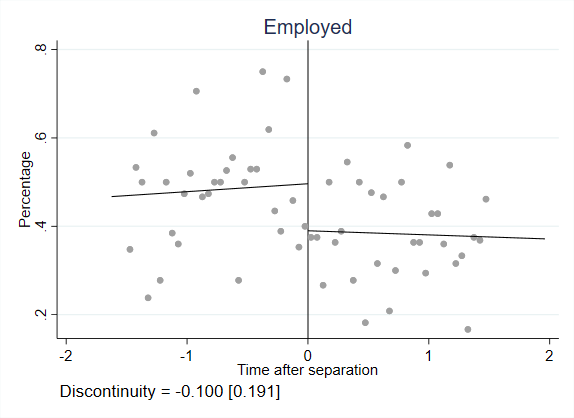 Employed
Percentage
.8
.6
.4
.2
-2 -1 0 1 2
Time after separation
Discontinuity = -0.100 [0.191]